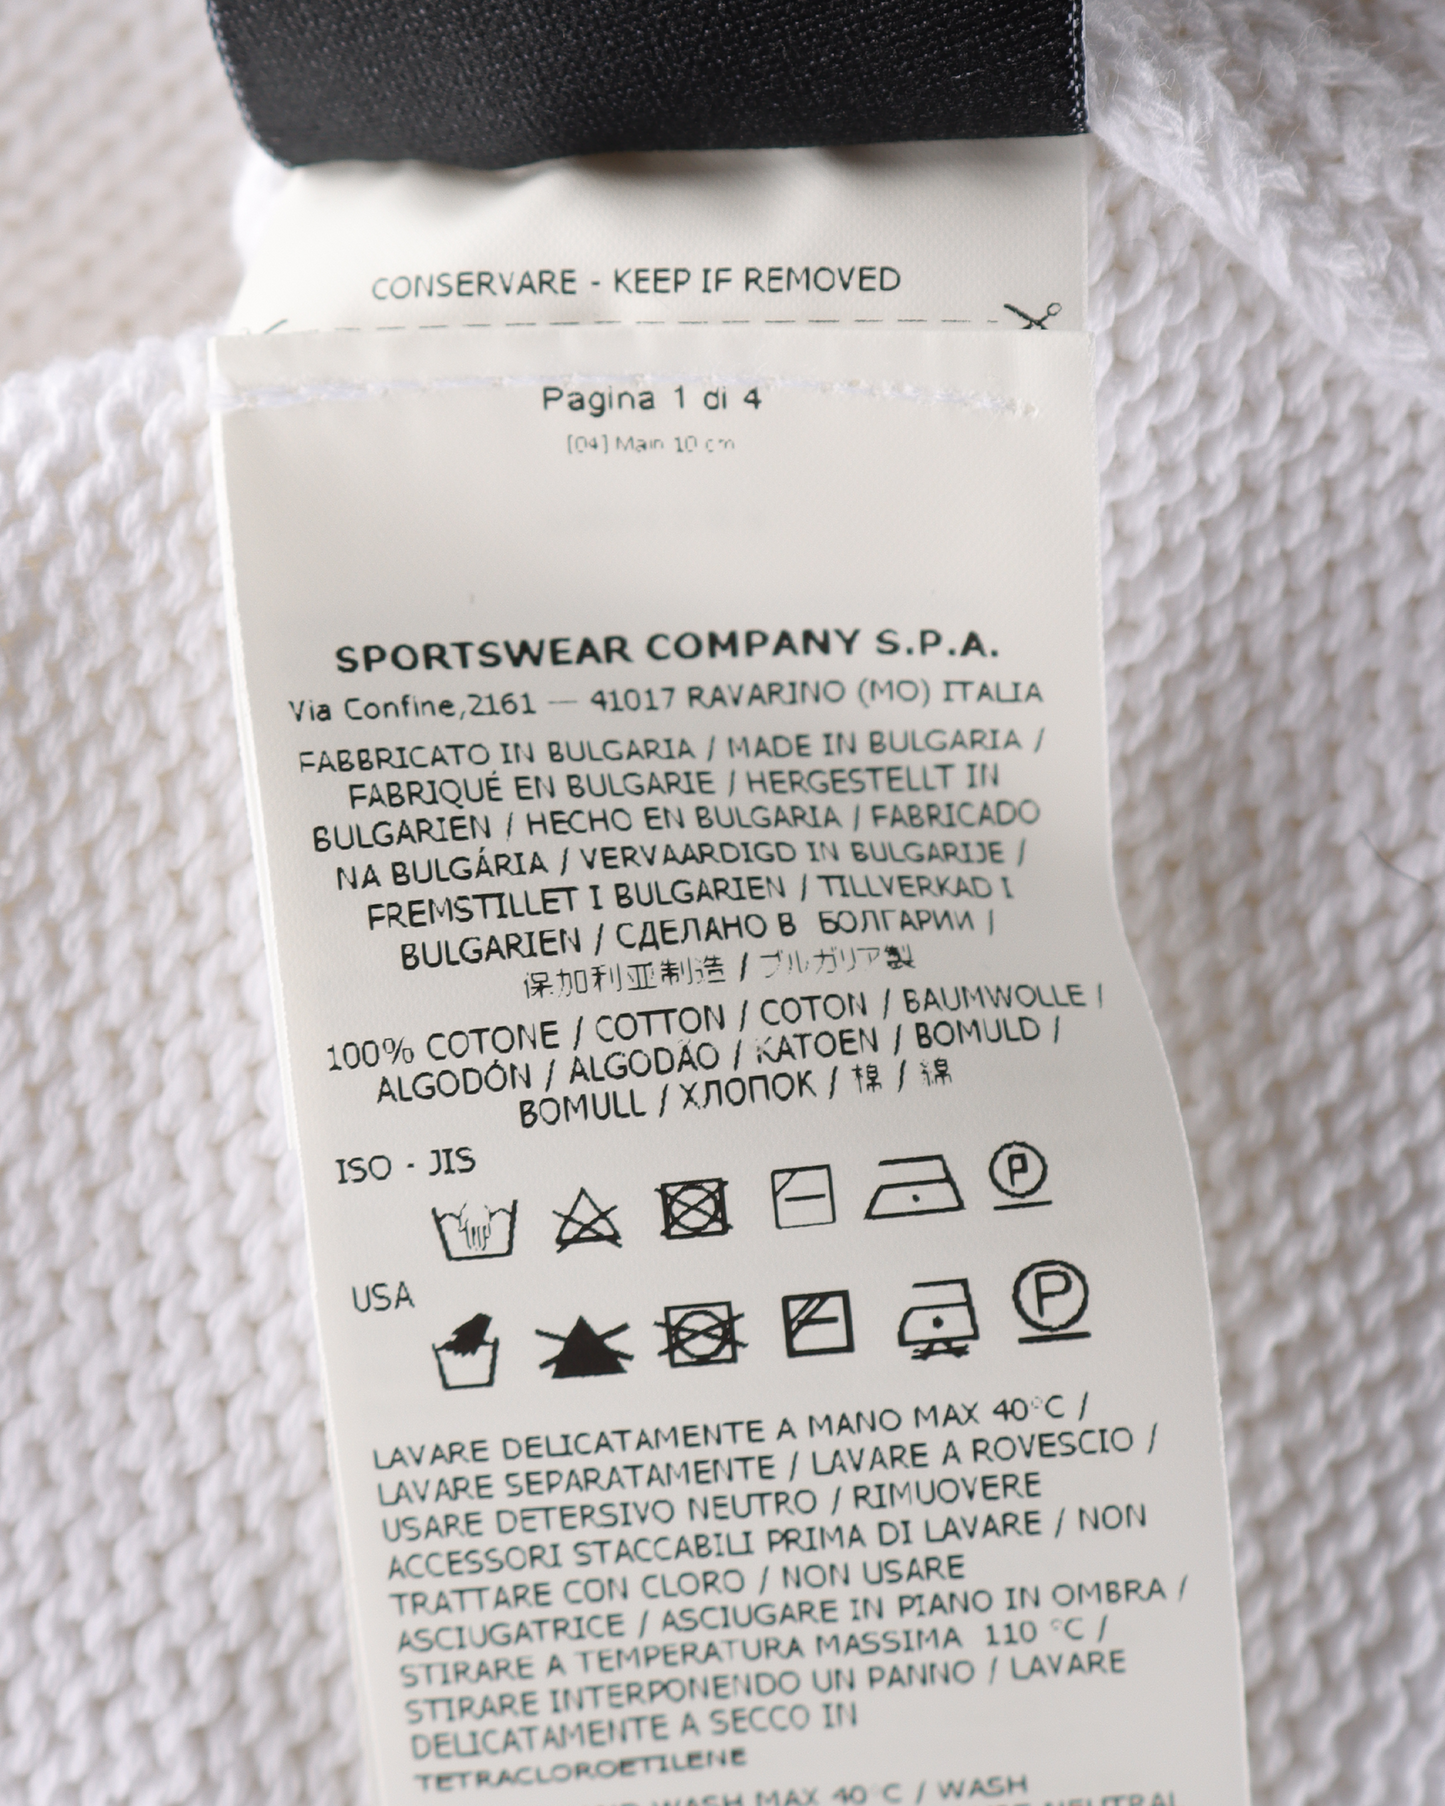 CONSERVARE - KEEP IF REMOVED
Pagina 1 di 4
[04] Main 10 cm
SPORTSWEAR COMPANY S.P.A.
Via Confine,2161 — 41017 RAVARINO (MO) ITALIA
FABBRICATO IN BULGARIA / MADE IN BULGARIA /
FABRIQUÉ EN BULGARIE / HERGESTELLT IN
BULGARIEN / HECHO EN BULGARIA / FABRICADO
NA BULGÁRIA / VERVAARDIGD IN BULGARIJE /
FREMSTILLET I BULGARIEN / TILLVERKAD I
BULGARIEN / СДЕЛАНО В БОЛГАРИИ /
保加利亚制造 / ブルガリア製
100% COTONE / COTTON / COTON / BAUMWOLLE /
ALGODÓN / ALGODÃO / KATOEN / BOMULD /
BOMULL / ХЛОПОК / 棉 / 綿
ISO - JIS
P
USA
P
LAVARE DELICATAMENTE A MANO MAX 40°C /
LAVARE SEPARATAMENTE / LAVARE A ROVESCIO /
USARE DETERSIVO NEUTRO / RIMUOVERE
ACCESSORI STACCABILI PRIMA DI LAVARE / NON
TRATTARE CON CLORO / NON USARE
ASCIUGATRICE / ASCIUGARE IN PIANO IN OMBRA /
STIRARE A TEMPERATURA MASSIMA 110 °C /
STIRARE INTERPONENDO UN PANNO / LAVARE
DELICATAMENTE A SECCO IN
TETRACLOROETILENE
WASH MAX 40°C / WASH
NEUTRAL